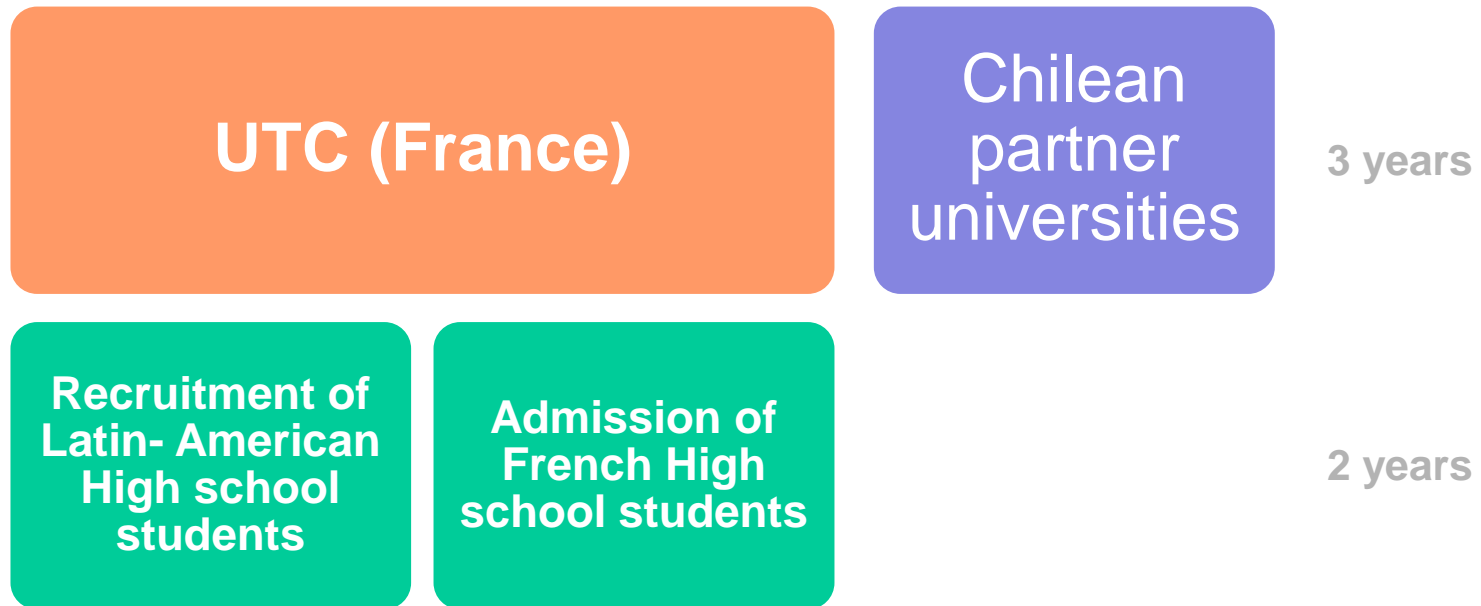 UTC (France)
Chilean
partner
universities
3 years
Recruitment of
Latin- American
High school
students
Admission of
French High
school students
2 years